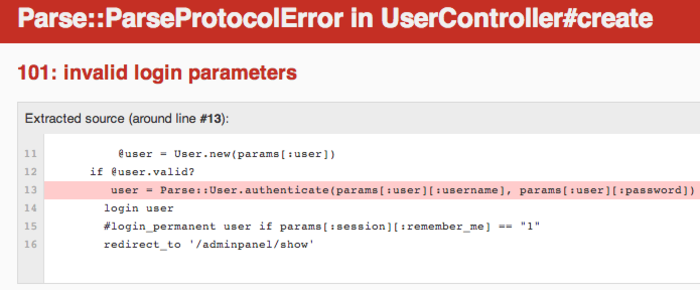 Parse::ParseProtocolError in UserController#create
101: invalid login parameters
Extracted source (around line #13):
11 @user = User.new(params[:user])
12 if @user.valid?
13 user = Parse::User.authenticate(params[:user][:username], params[:user][:password])
14 login user
15 #login_permanent user if params[:session][:remember_me] == "1"
16 redirect_to '/adminpanel/show'